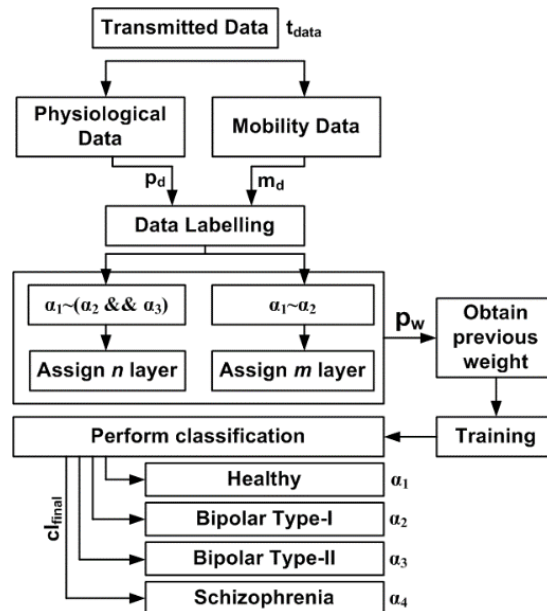 Transmitted Data t_data
Physiological
Data
Mobility Data
p_d
m_d
Data Labelling
α₁~(α₂ && α₃)
α₁~α₂
Assign n layer
Assign m layer
p_w
Obtain
previous
weight
Training
Perform classification
cl_final
Healthy α₁
Bipolar Type-I α₂
Bipolar Type-II α₃
Schizophrenia α₄